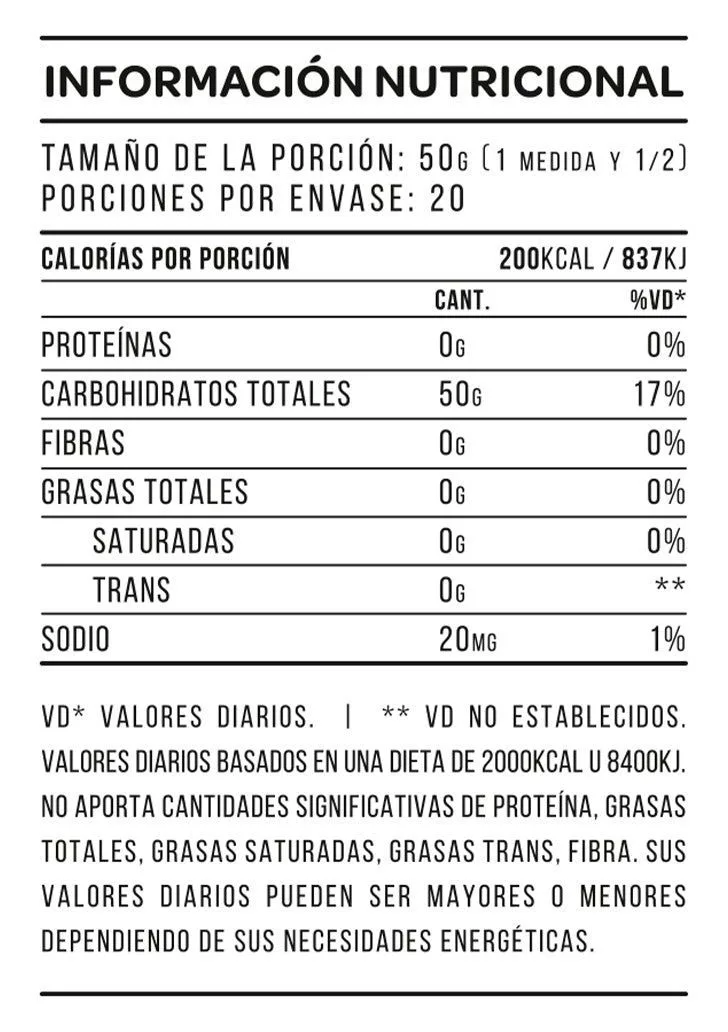 INFORMACIÓN NUTRICIONAL
TAMAÑO DE LA PORCIÓN: 50G (1 MEDIDA Y 1/2)
PORCIONES POR ENVASE: 20
CALORÍAS POR PORCIÓN 200KCAL / 837KJ
CANT. %VD*
PROTEÍNAS 0G 0%
CARBOHIDRATOS TOTALES 50G 17%
FIBRAS 0G 0%
GRASAS TOTALES 0G 0%
SATURADAS 0G 0%
TRANS 0G **
SODIO 20MG 1%
VD* VALORES DIARIOS. | ** VD NO ESTABLECIDOS.
VALORES DIARIOS BASADOS EN UNA DIETA DE 2000KCAL U 8400KJ.
NO APORTA CANTIDADES SIGNIFICATIVAS DE PROTEÍNA, GRASAS
TOTALES, GRASAS SATURADAS, GRASAS TRANS, FIBRA. SUS
VALORES DIARIOS PUEDEN SER MAYORES O MENORES
DEPENDIENDO DE SUS NECESIDADES ENERGÉTICAS.